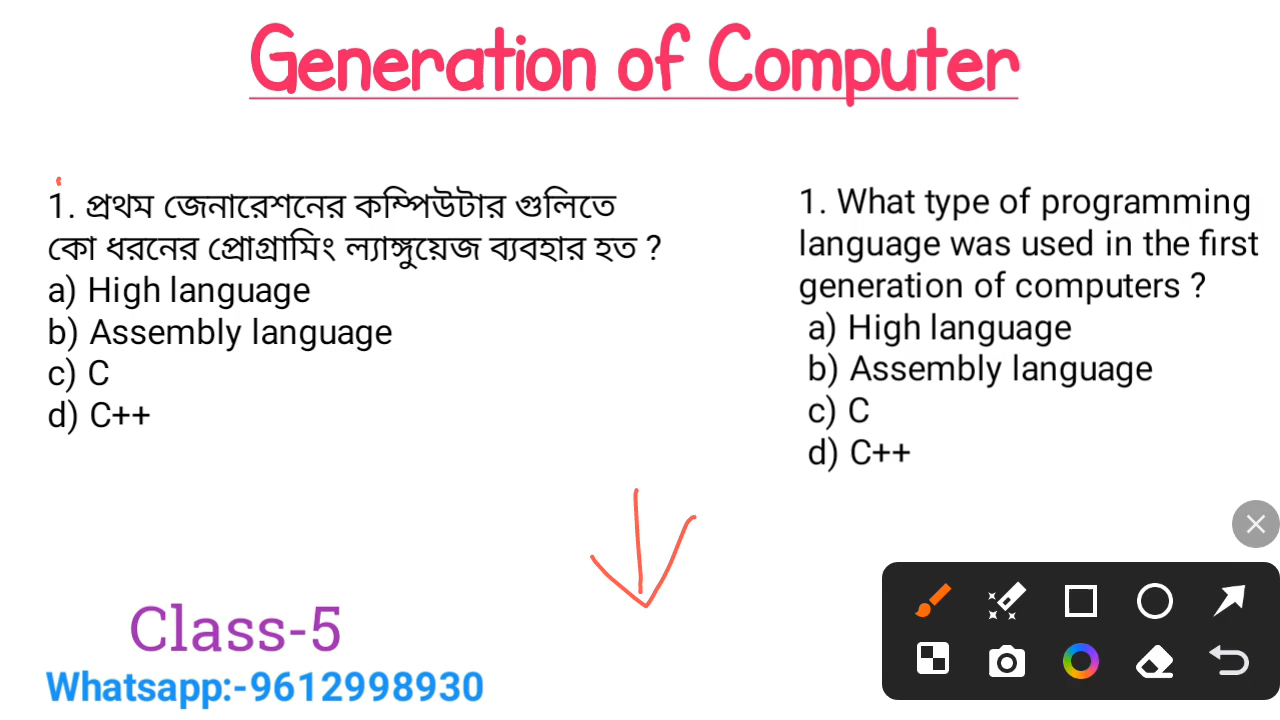 Generation of Computer
1. প্রথম জেনারেশনের কম্পিউটার গুলিতে
কো ধরনের প্রোগ্রামিং ল্যাঙ্গুয়েজ ব্যবহার হত ?
a) High language
b) Assembly language
c) C
d) C++
1. What type of programming
language was used in the first
generation of computers ?
a) High language
b) Assembly language
c) C
d) C++
Class-5
Whatsapp:-9612998930